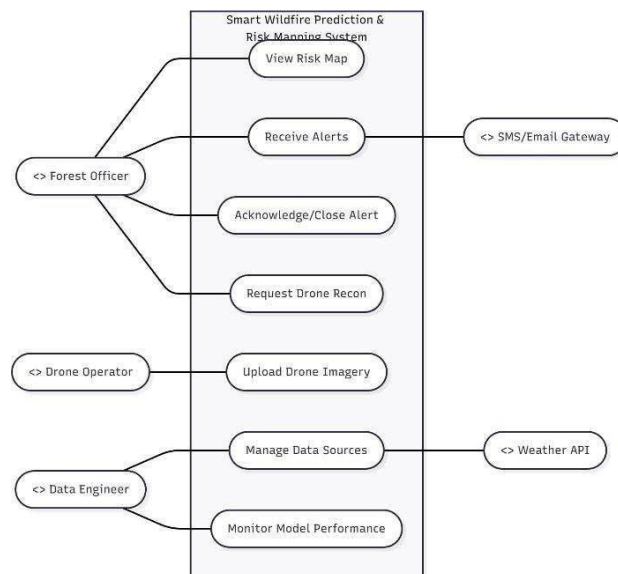 Smart Wildfire Prediction &
Risk Mapping System
View Risk Map
Receive Alerts
<> SMS/Email Gateway
<> Forest Officer
Acknowledge/Close Alert
Request Drone Recon
<> Drone Operator
Upload Drone Imagery
Manage Data Sources
<> Weather API
<> Data Engineer
Monitor Model Performance